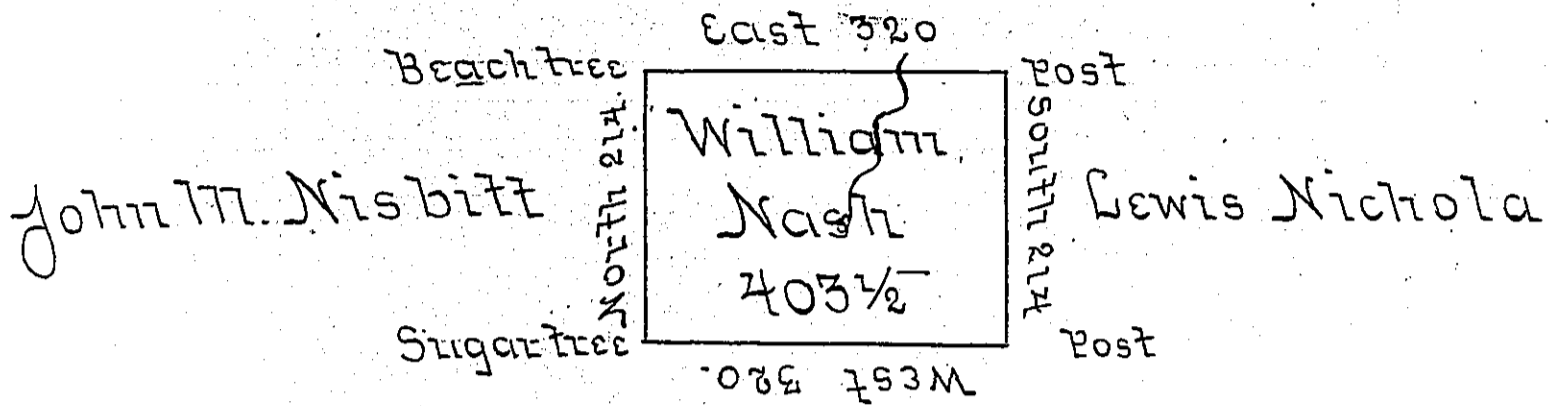 East 320
Beachtree
Post
North 214.
William
Nash
403½
South 214
John M. Nisbitt
Lewis Nichola
Sugartree
Post
West 320.